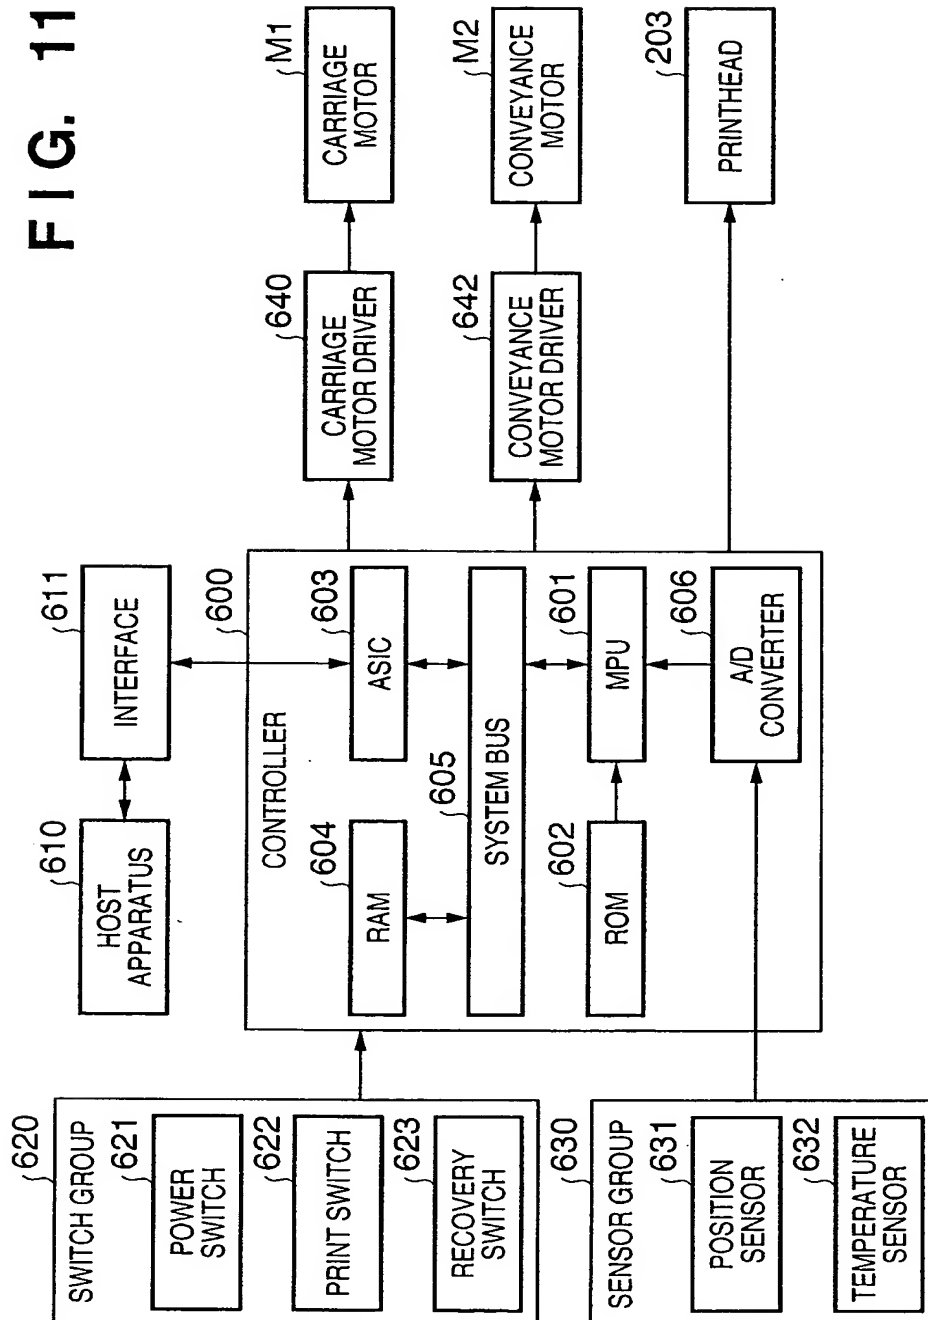 FIG. 11
620
SWITCH GROUP
621
POWER
SWITCH
622
PRINT SWITCH
623
RECOVERY
SWITCH
630
SENSOR GROUP
631
POSITION
SENSOR
632
TEMPERATURE
SENSOR
610
HOST
APPARATUS
611
INTERFACE
600
CONTROLLER
604
RAM
603
ASIC
605
SYSTEM BUS
602
ROM
601
MPU
606
A/D
CONVERTER
640
CARRIAGE
MOTOR DRIVER
M1
CARRIAGE
MOTOR
642
CONVEYANCE
MOTOR DRIVER
M2
CONVEYANCE
MOTOR
203
PRINTHEAD